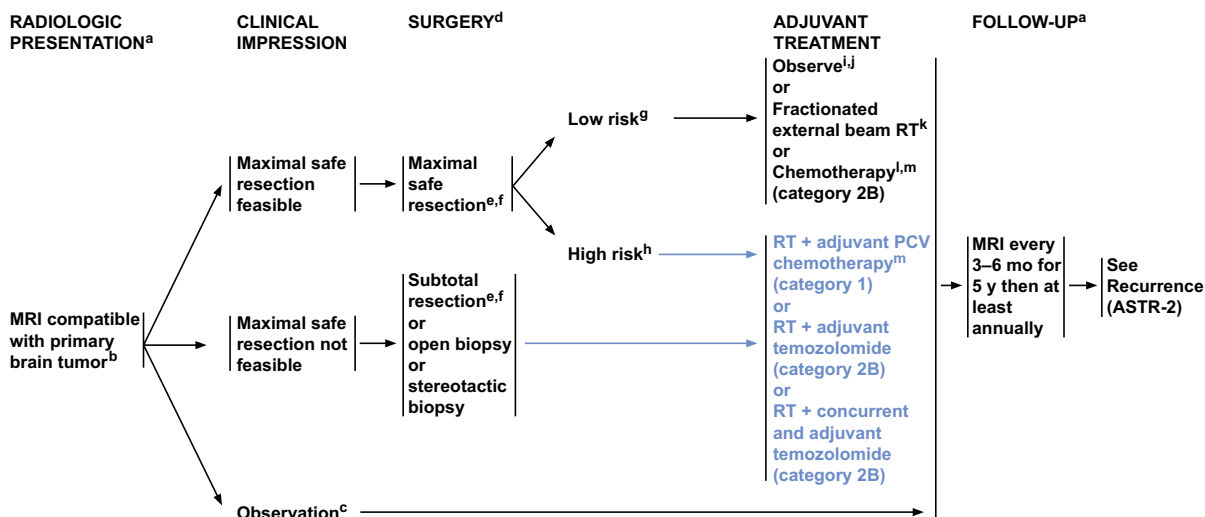 RADIOLOGIC
PRESENTATIONᵃ
CLINICAL
IMPRESSION
SURGERYᵈ
ADJUVANT
TREATMENT
FOLLOW-UPᵃ
MRI compatible
with primary
brain tumorᵇ
Maximal safe
resection
feasible
Maximal
safe
resectionᵉ,ᶠ
Low riskᵍ
Observeⁱ,ʲ
or
Fractionated
external beam RTᵏ
or
Chemotherapyˡ,ᵐ
(category 2B)
High riskʰ
RT + adjuvant PCV
chemotherapyᵐ
(category 1)
or
RT + adjuvant
temozolomide
(category 2B)
or
RT + concurrent
and adjuvant
temozolomide
(category 2B)
Maximal safe
resection not
feasible
Subtotal
resectionᵉ,ᶠ
or
open biopsy
or
stereotactic
biopsy
Observationᶜ
MRI every
3–6 mo for
5 y then at
least
annually
See
Recurrence
(ASTR-2)